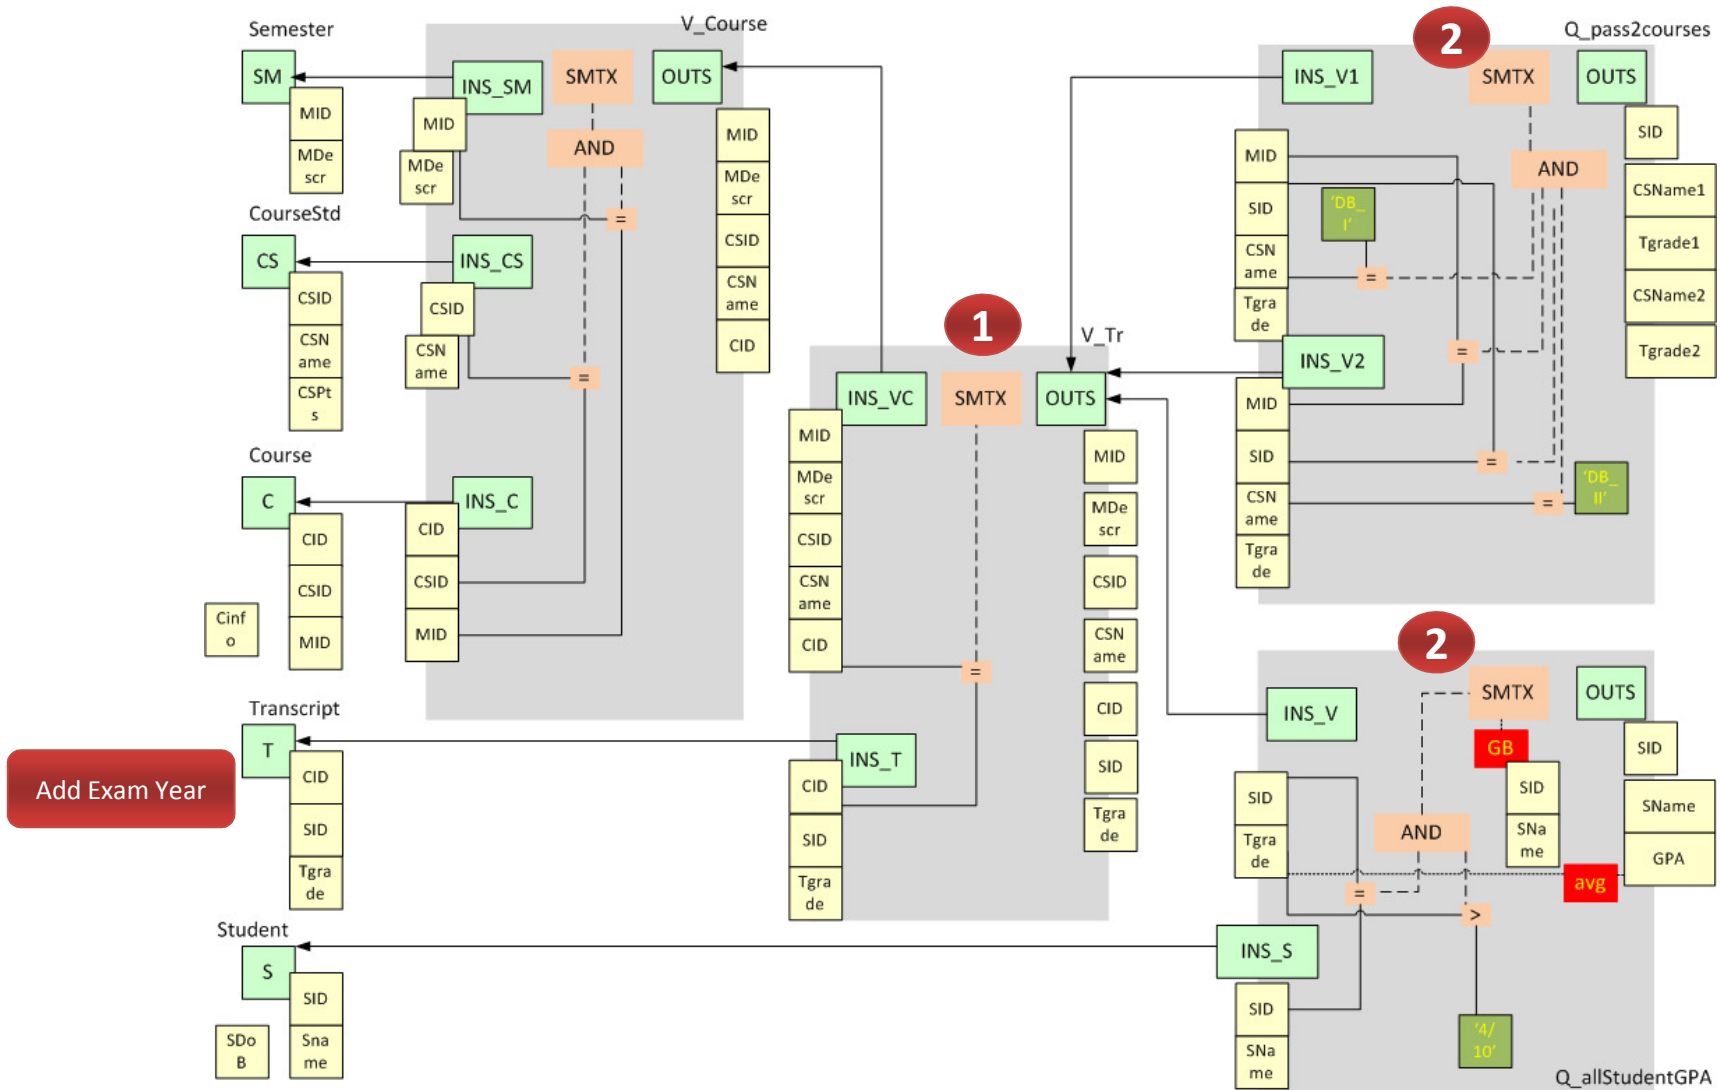 Semester
SM
MID
MDe
scr
CourseStd
CS
CSID
CSN
ame
CSPt
s
Course
C
CID
CSID
MID
Cinf
o
Transcript
T
CID
SID
Tgra
de
Add Exam Year
Student
S
SID
Sna
me
SDo
B
V_Course
INS_SM
SMTX
OUTS
MID
MDe
scr
AND
=
INS_CS
CSID
CSN
ame
=
INS_C
CID
CSID
MID
MID
MDe
scr
CSID
CSN
ame
CID
1
V_Tr
INS_VC
SMTX
OUTS
MID
MDe
scr
CSID
CSN
ame
CID
=
INS_T
CID
SID
Tgra
de
MID
MDe
scr
CSID
CSN
ame
CID
SID
Tgra
de
2
Q_pass2courses
INS_V1
SMTX
OUTS
MID
SID
CSN
ame
Tgra
de
'DB_
I'
=
AND
SID
CSName1
Tgrade1
CSName2
Tgrade2
INS_V2
=
MID
SID
CSN
ame
Tgra
de
=
=
'DB_
II'
2
INS_V
SMTX
OUTS
GB
SID
SNa
me
SID
SName
GPA
SID
Tgra
de
AND
avg
=
>
INS_S
SID
SNa
me
'4/
10'
Q_allStudentGPA